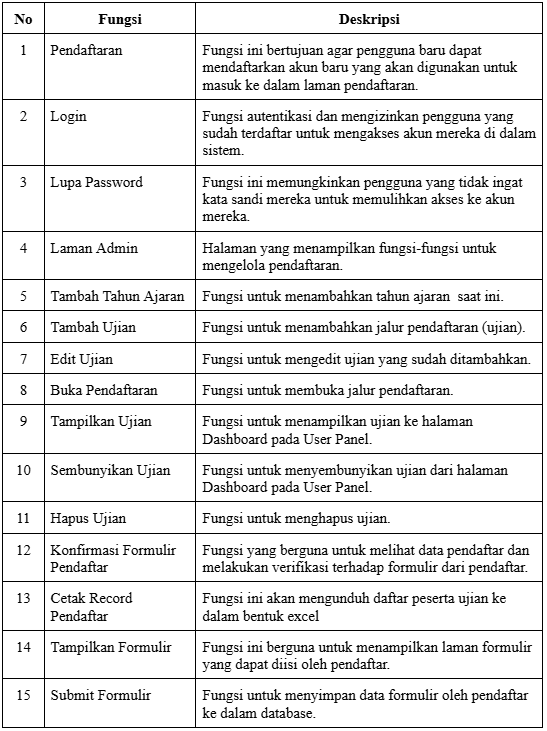 No Fungsi Deskripsi
1 Pendaftaran Fungsi ini bertujuan agar pengguna baru dapat
mendaftarkan akun baru yang akan digunakan untuk
masuk ke dalam laman pendaftaran.
2 Login Fungsi autentikasi dan mengizinkan pengguna yang
sudah terdaftar untuk mengakses akun mereka di dalam
sistem.
3 Lupa Password Fungsi ini memungkinkan pengguna yang tidak ingat
kata sandi mereka untuk memulihkan akses ke akun
mereka.
4 Laman Admin Halaman yang menampilkan fungsi-fungsi untuk
mengelola pendaftaran.
5 Tambah Tahun Ajaran Fungsi untuk menambahkan tahun ajaran saat ini.
6 Tambah Ujian Fungsi untuk menambahkan jalur pendaftaran (ujian).
7 Edit Ujian Fungsi untuk mengedit ujian yang sudah ditambahkan.
8 Buka Pendaftaran Fungsi untuk membuka jalur pendaftaran.
9 Tampilkan Ujian Fungsi untuk menampilkan ujian ke halaman
Dashboard pada User Panel.
10 Sembunyikan Ujian Fungsi untuk menyembunyikan ujian dari halaman
Dashboard pada User Panel.
11 Hapus Ujian Fungsi untuk menghapus ujian.
12 Konfirmasi Formulir Fungsi yang berguna untuk melihat data pendaftar dan
Pendaftar melakukan verifikasi terhadap formulir dari pendaftar.
13 Cetak Record Fungsi ini akan mengunduh daftar peserta ujian ke
Pendaftar dalam bentuk excel
14 Tampilkan Formulir Fungsi ini berguna untuk menampilkan laman formulir
yang dapat diisi oleh pendaftar.
15 Submit Formulir Fungsi untuk menyimpan data formulir oleh pendaftar
ke dalam database.